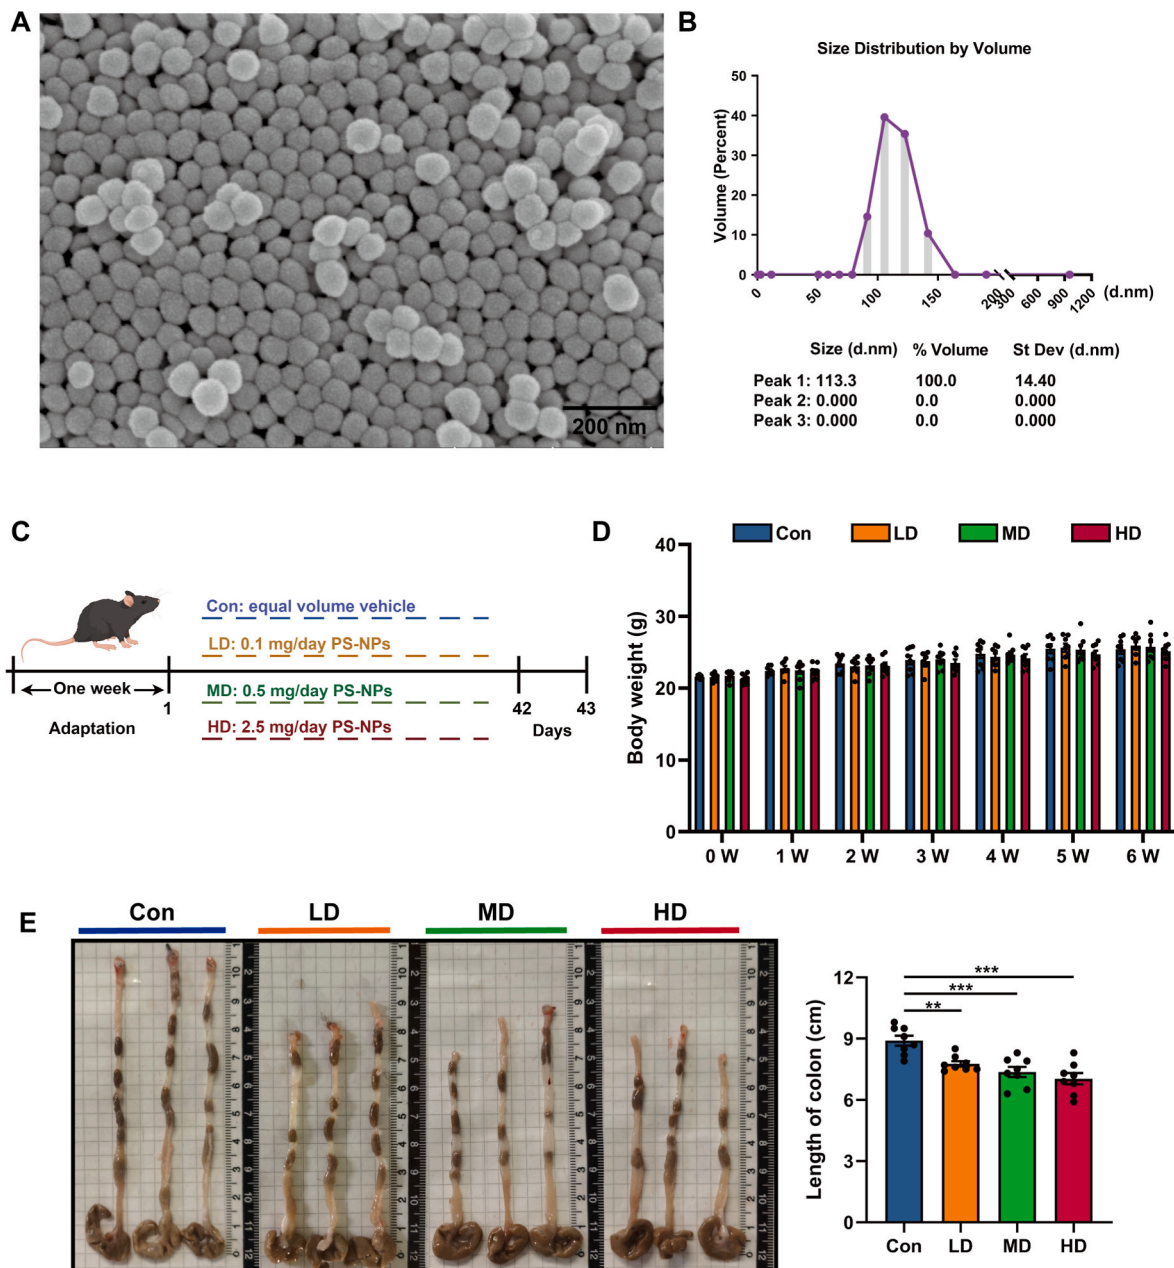 A
200 nm
B
Size Distribution by Volume
Volume (Percent)
50
40
30
20
10
0
0 50 100 150 200 300 600 900 1200 (d.nm)
Size (d.nm) % Volume St Dev (d.nm)
Peak 1: 113.3 100.0 14.40
Peak 2: 0.000 0.0 0.000
Peak 3: 0.000 0.0 0.000
C
Con: equal volume vehicle
LD: 0.1 mg/day PS-NPs
One week
MD: 0.5 mg/day PS-NPs
HD: 2.5 mg/day PS-NPs
Adaptation
1
42 43
Days
D
Con LD MD HD
Body weight (g)
40
30
20
10
0
0 W 1 W 2 W 3 W 4 W 5 W 6 W
E
Con LD MD HD
Length of colon (cm)
12
9
6
3
0
***
***
**
Con LD MD HD